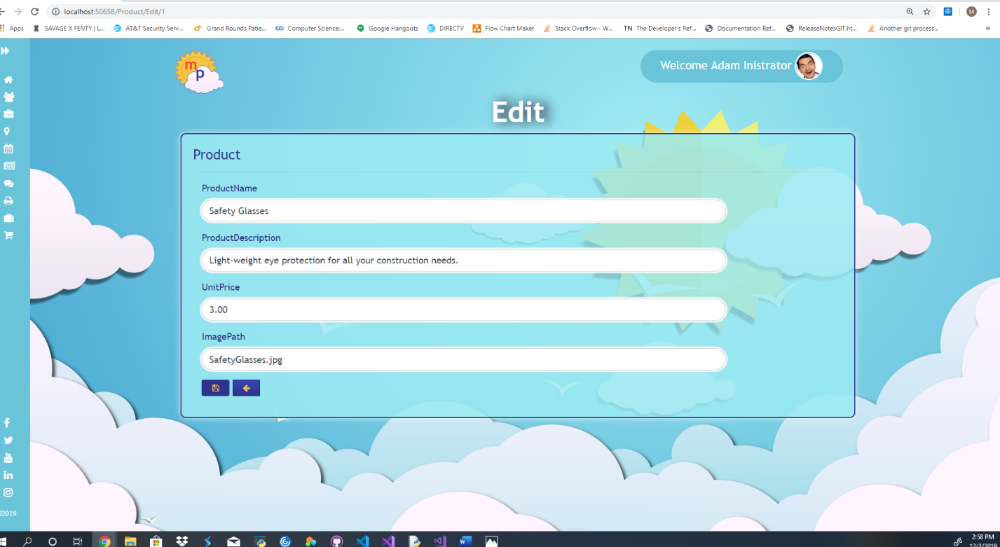 localhost:50658/Product/Edit/1
M
Apps SAVAGE X FENTY | L... AT&T Security Serv... Grand Rounds Patie... Computer Science:... Google Hangouts DIRECTV Flow Chart Maker Stack Overflow - W... TN The Developer's Ref... Documentation Ref... ReleaseNotesGIT.ht... Another git process... »
mp
Welcome Adam Inistrator
Edit
Product
ProductName
Safety Glasses
ProductDescription
Light-weight eye protection for all your construction needs.
UnitPrice
3.00
ImagePath
SafetyGlasses.jpg
2019
2:58 PM
12/3/2019